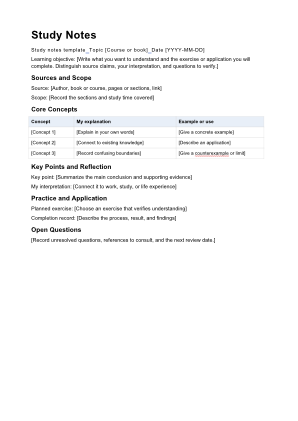 Study Notes
Study notes template_Topic [Course or book]_Date [YYYY-MM-DD]
Learning objective: [Write what you want to understand and the exercise or application you will
complete. Distinguish source claims, your interpretation, and questions to verify.]
Sources and Scope
Source: [Author, book or course, pages or sections, link]
Scope: [Record the sections and study time covered]
Core Concepts
Concept My explanation Example or use
[Concept 1] [Explain in your own words] [Give a concrete example]
[Concept 2] [Connect to existing knowledge] [Describe an application]
[Concept 3] [Record confusing boundaries] [Give a counterexample or limit]
Key Points and Reflection
Key point: [Summarize the main conclusion and supporting evidence]
My interpretation: [Connect it to work, study, or life experience]
Practice and Application
Planned exercise: [Choose an exercise that verifies understanding]
Completion record: [Describe the process, result, and findings]
Open Questions
[Record unresolved questions, references to consult, and the next review date.]